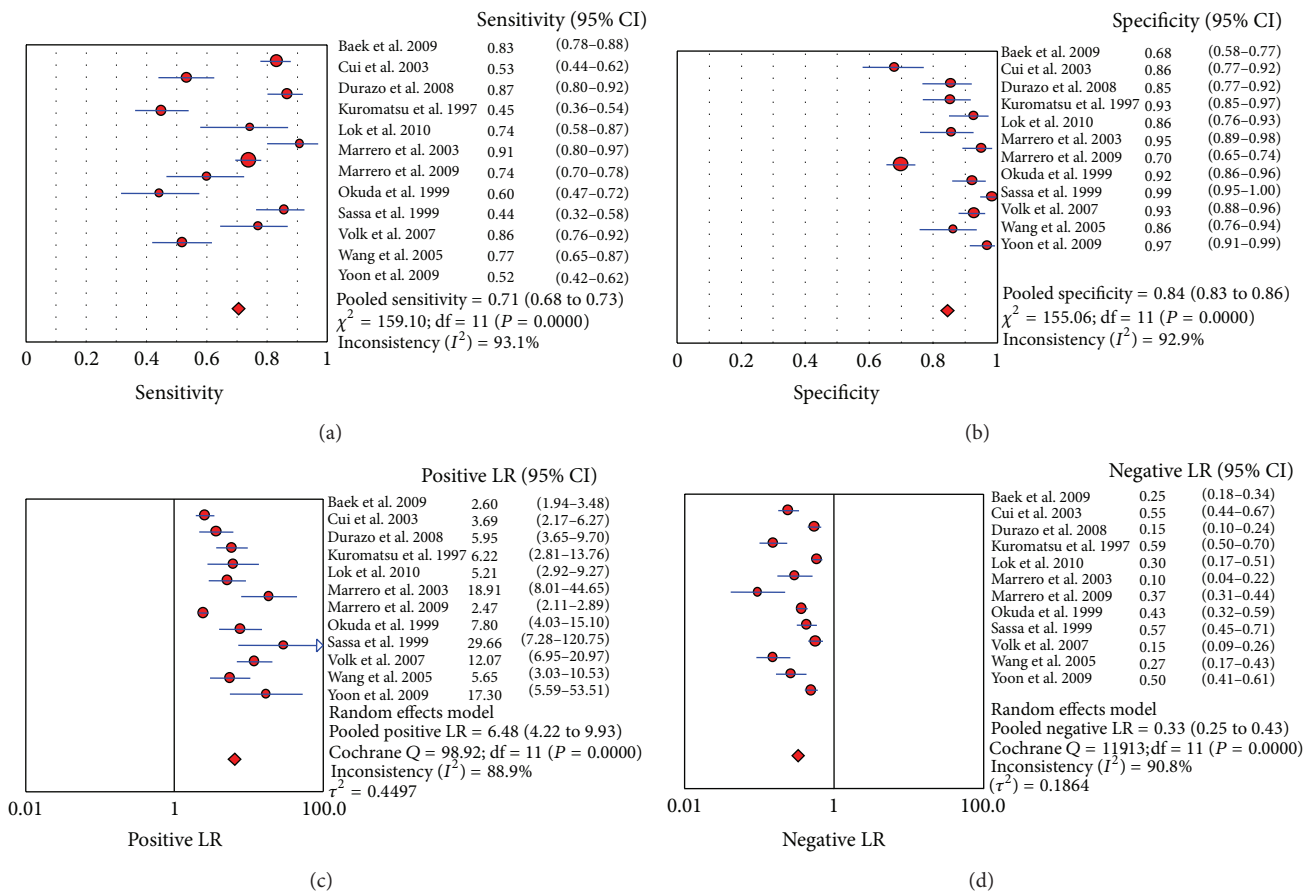 Sensitivity (95% CI)
Baek et al. 2009 0.83 (0.78–0.88)
Cui et al. 2003 0.53 (0.44–0.62)
Durazo et al. 2008 0.87 (0.80–0.92)
Kuromatsu et al. 1997 0.45 (0.36–0.54)
Lok et al. 2010 0.74 (0.58–0.87)
Marrero et al. 2003 0.91 (0.80–0.97)
Marrero et al. 2009 0.74 (0.70–0.78)
Okuda et al. 1999 0.60 (0.47–0.72)
Sassa et al. 1999 0.44 (0.32–0.58)
Volk et al. 2007 0.86 (0.76–0.92)
Wang et al. 2005 0.77 (0.65–0.87)
Yoon et al. 2009 0.52 (0.42–0.62)
Pooled sensitivity = 0.71 (0.68 to 0.73)
χ² = 159.10; df = 11 (P = 0.0000)
Inconsistency (I²) = 93.1%
0 0.2 0.4 0.6 0.8 1
Sensitivity
(a)
Specificity (95% CI)
Baek et al. 2009 0.68 (0.58–0.77)
Cui et al. 2003 0.86 (0.77–0.92)
Durazo et al. 2008 0.85 (0.77–0.92)
Kuromatsu et al. 1997 0.93 (0.85–0.97)
Lok et al. 2010 0.86 (0.76–0.93)
Marrero et al. 2003 0.95 (0.89–0.98)
Marrero et al. 2009 0.70 (0.65–0.74)
Okuda et al. 1999 0.92 (0.86–0.96)
Sassa et al. 1999 0.99 (0.95–1.00)
Volk et al. 2007 0.93 (0.88–0.96)
Wang et al. 2005 0.86 (0.76–0.94)
Yoon et al. 2009 0.97 (0.91–0.99)
Pooled specificity = 0.84 (0.83 to 0.86)
χ² = 155.06; df = 11 (P = 0.0000)
Inconsistency (I²) = 92.9%
0 0.2 0.4 0.6 0.8 1
Specificity
(b)
Positive LR (95% CI)
Baek et al. 2009 2.60 (1.94–3.48)
Cui et al. 2003 3.69 (2.17–6.27)
Durazo et al. 2008 5.95 (3.65–9.70)
Kuromatsu et al. 1997 6.22 (2.81–13.76)
Lok et al. 2010 5.21 (2.92–9.27)
Marrero et al. 2003 18.91 (8.01–44.65)
Marrero et al. 2009 2.47 (2.11–2.89)
Okuda et al. 1999 7.80 (4.03–15.10)
Sassa et al. 1999 29.66 (7.28–120.75)
Volk et al. 2007 12.07 (6.95–20.97)
Wang et al. 2005 5.65 (3.03–10.53)
Yoon et al. 2009 17.30 (5.59–53.51)
Random effects model
Pooled positive LR = 6.48 (4.22 to 9.93)
Cochrane Q = 98.92; df = 11 (P = 0.0000)
Inconsistency (I²) = 88.9%
τ² = 0.4497
0.01 1 100.0
Positive LR
(c)
Negative LR (95% CI)
Baek et al. 2009 0.25 (0.18–0.34)
Cui et al. 2003 0.55 (0.44–0.67)
Durazo et al. 2008 0.15 (0.10–0.24)
Kuromatsu et al. 1997 0.59 (0.50–0.70)
Lok et al. 2010 0.30 (0.17–0.51)
Marrero et al. 2003 0.10 (0.04–0.22)
Marrero et al. 2009 0.37 (0.31–0.44)
Okuda et al. 1999 0.43 (0.32–0.59)
Sassa et al. 1999 0.57 (0.45–0.71)
Volk et al. 2007 0.15 (0.09–0.26)
Wang et al. 2005 0.27 (0.17–0.43)
Yoon et al. 2009 0.50 (0.41–0.61)
Random effects model
Pooled negative LR = 0.33 (0.25 to 0.43)
Cochrane Q = 11913;df = 11 (P = 0.0000)
Inconsistency (I²) = 90.8%
(τ²) = 0.1864
0.01 1 100.0
Negative LR
(d)